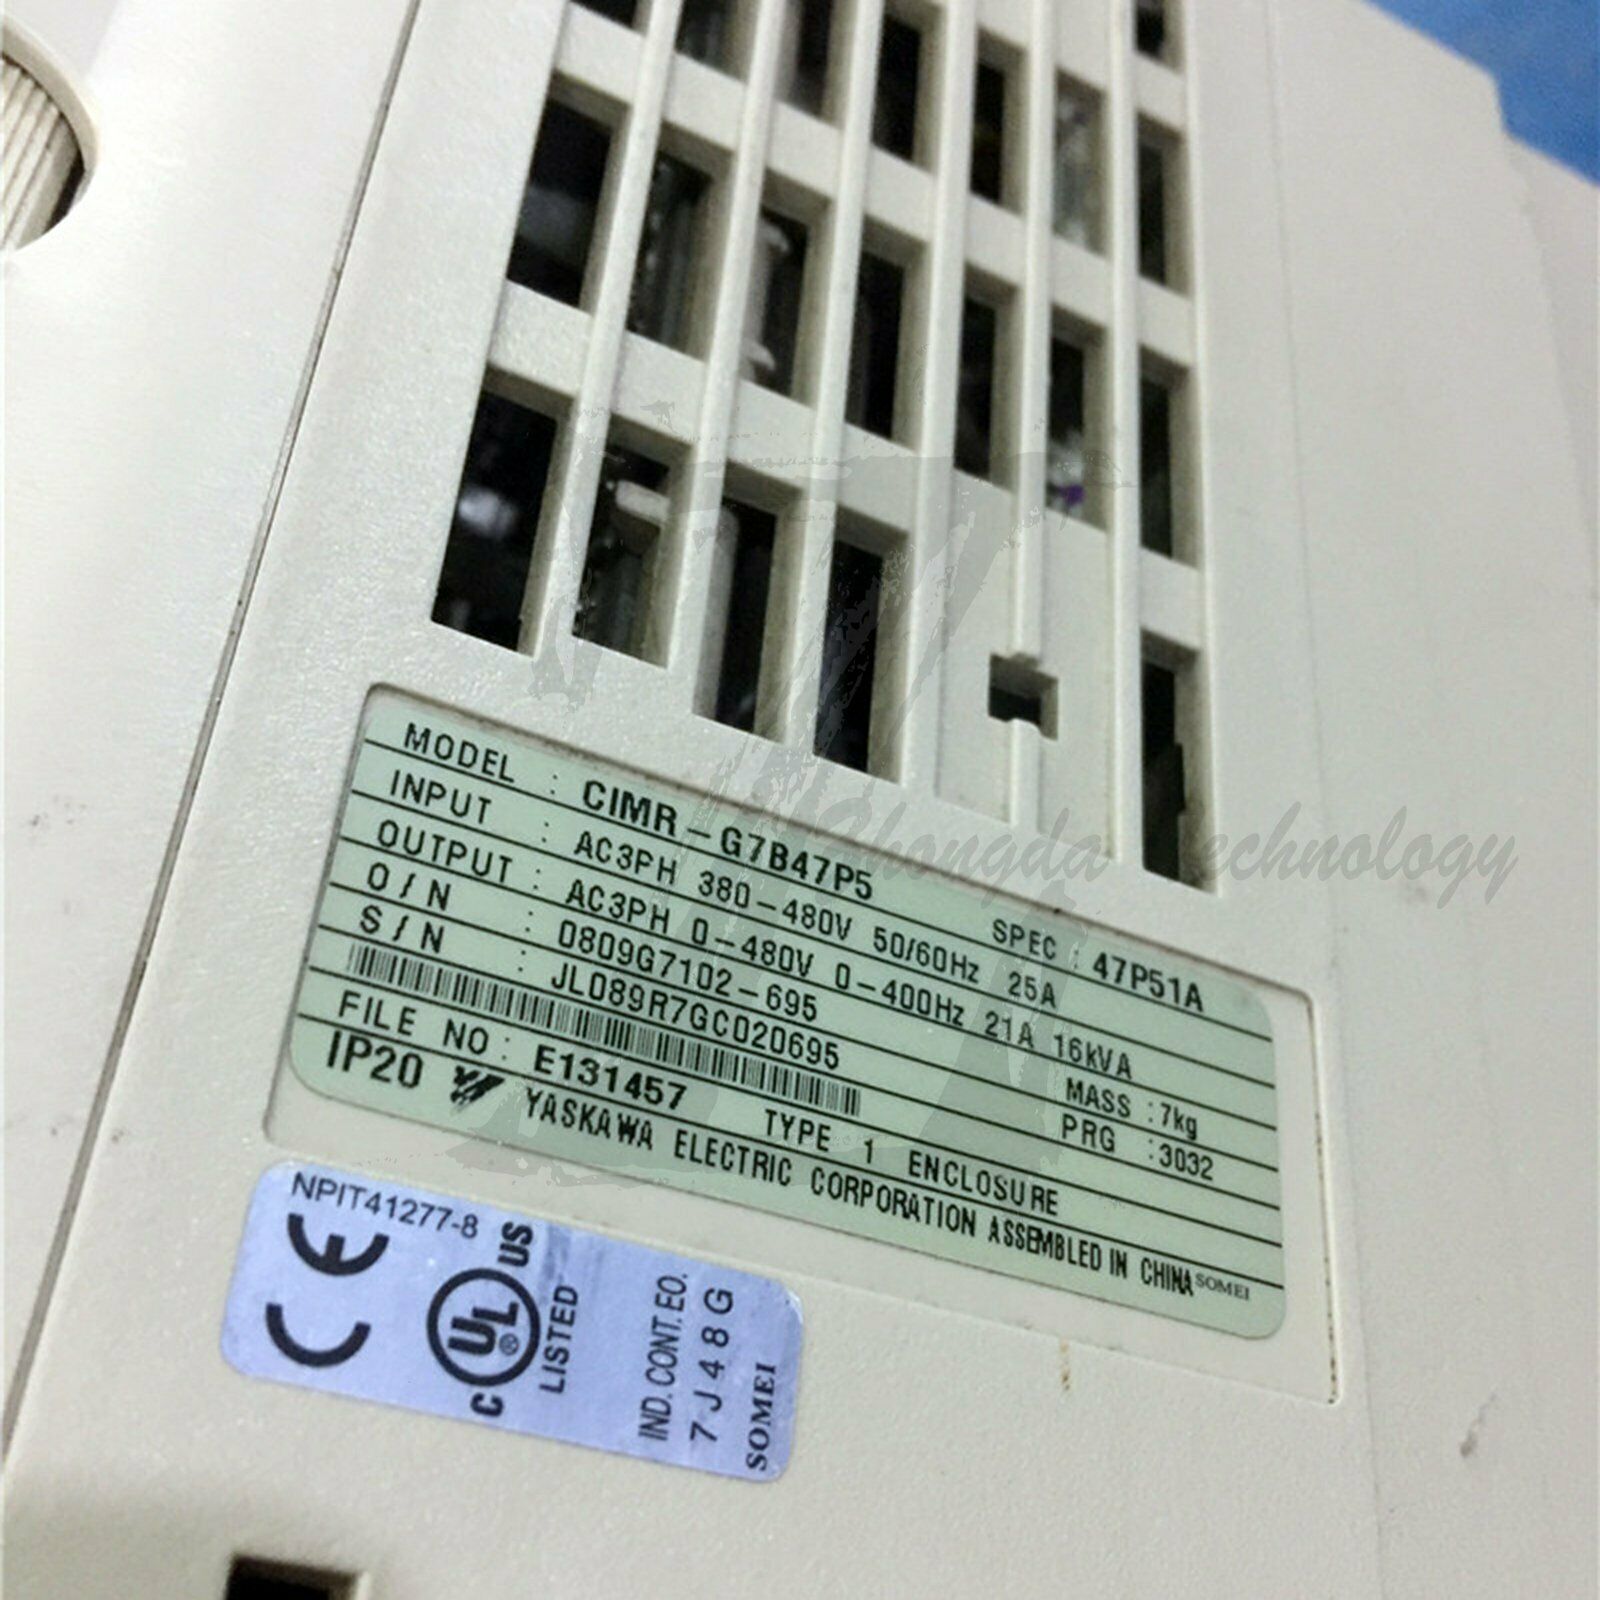 MODEL : CIMR-G7B47P5 SPEC : 47P51A
INPUT : AC3PH 380-480V 50/60Hz 25A
OUTPUT : AC3PH 0-480V 0-400Hz 21A 16kVA
O/N : 0809G7102-695 MASS : 7kg
S/N : JL089R7GC020695 PRG : 3032
FILE NO : E131457 TYPE 1 ENCLOSURE
IP20 YASKAWA ELECTRIC CORPORATION ASSEMBLED IN CHINA SOMEI
NPIT41277-8
CE
C UL US
®
LISTED
IND.CONT.EQ.
7J48G
SOMEI
Zhongda Technology